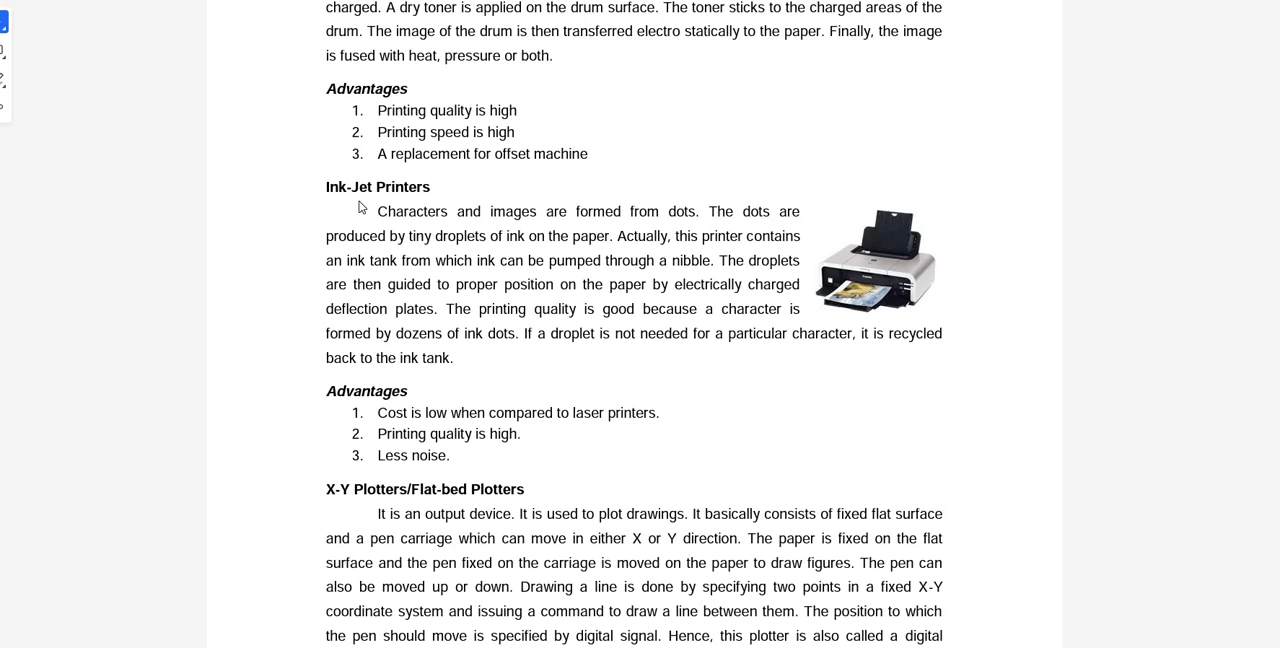 charged. A dry toner is applied on the drum surface. The toner sticks to the charged areas of the
drum. The image of the drum is then transferred electro statically to the paper. Finally, the image
is fused with heat, pressure or both.
Advantages
1. Printing quality is high
2. Printing speed is high
3. A replacement for offset machine
Ink-Jet Printers
Characters and images are formed from dots. The dots are
produced by tiny droplets of ink on the paper. Actually, this printer contains
an ink tank from which ink can be pumped through a nibble. The droplets
are then guided to proper position on the paper by electrically charged
deflection plates. The printing quality is good because a character is
formed by dozens of ink dots. If a droplet is not needed for a particular character, it is recycled
back to the ink tank.
Advantages
1. Cost is low when compared to laser printers.
2. Printing quality is high.
3. Less noise.
X-Y Plotters/Flat-bed Plotters
It is an output device. It is used to plot drawings. It basically consists of fixed flat surface
and a pen carriage which can move in either X or Y direction. The paper is fixed on the flat
surface and the pen fixed on the carriage is moved on the paper to draw figures. The pen can
also be moved up or down. Drawing a line is done by specifying two points in a fixed X-Y
coordinate system and issuing a command to draw a line between them. The position to which
the pen should move is specified by digital signal. Hence, this plotter is also called a digital